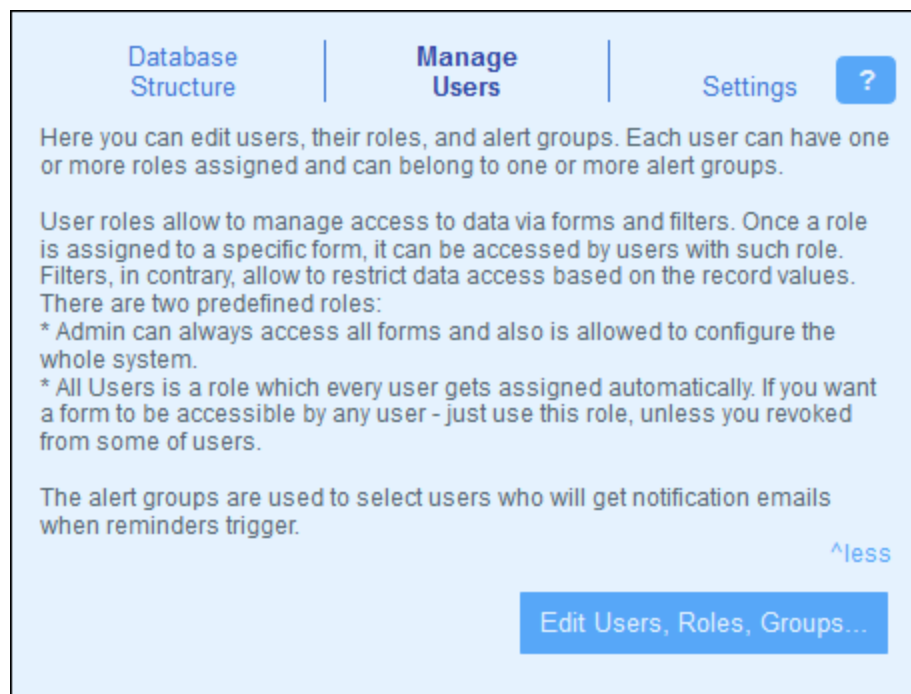 Database
Structure
Manage
Users
Settings
?
Here you can edit users, their roles, and alert groups. Each user can have one
or more roles assigned and can belong to one or more alert groups.
User roles allow to manage access to data via forms and filters. Once a role
is assigned to a specific form, it can be accessed by users with such role.
Filters, in contrary, allow to restrict data access based on the record values.
There are two predefined roles:
* Admin can always access all forms and also is allowed to configure the
whole system.
* All Users is a role which every user gets assigned automatically. If you want
a form to be accessible by any user - just use this role, unless you revoked
from some of users.
The alert groups are used to select users who will get notification emails
when reminders trigger.
^less
Edit Users, Roles, Groups...